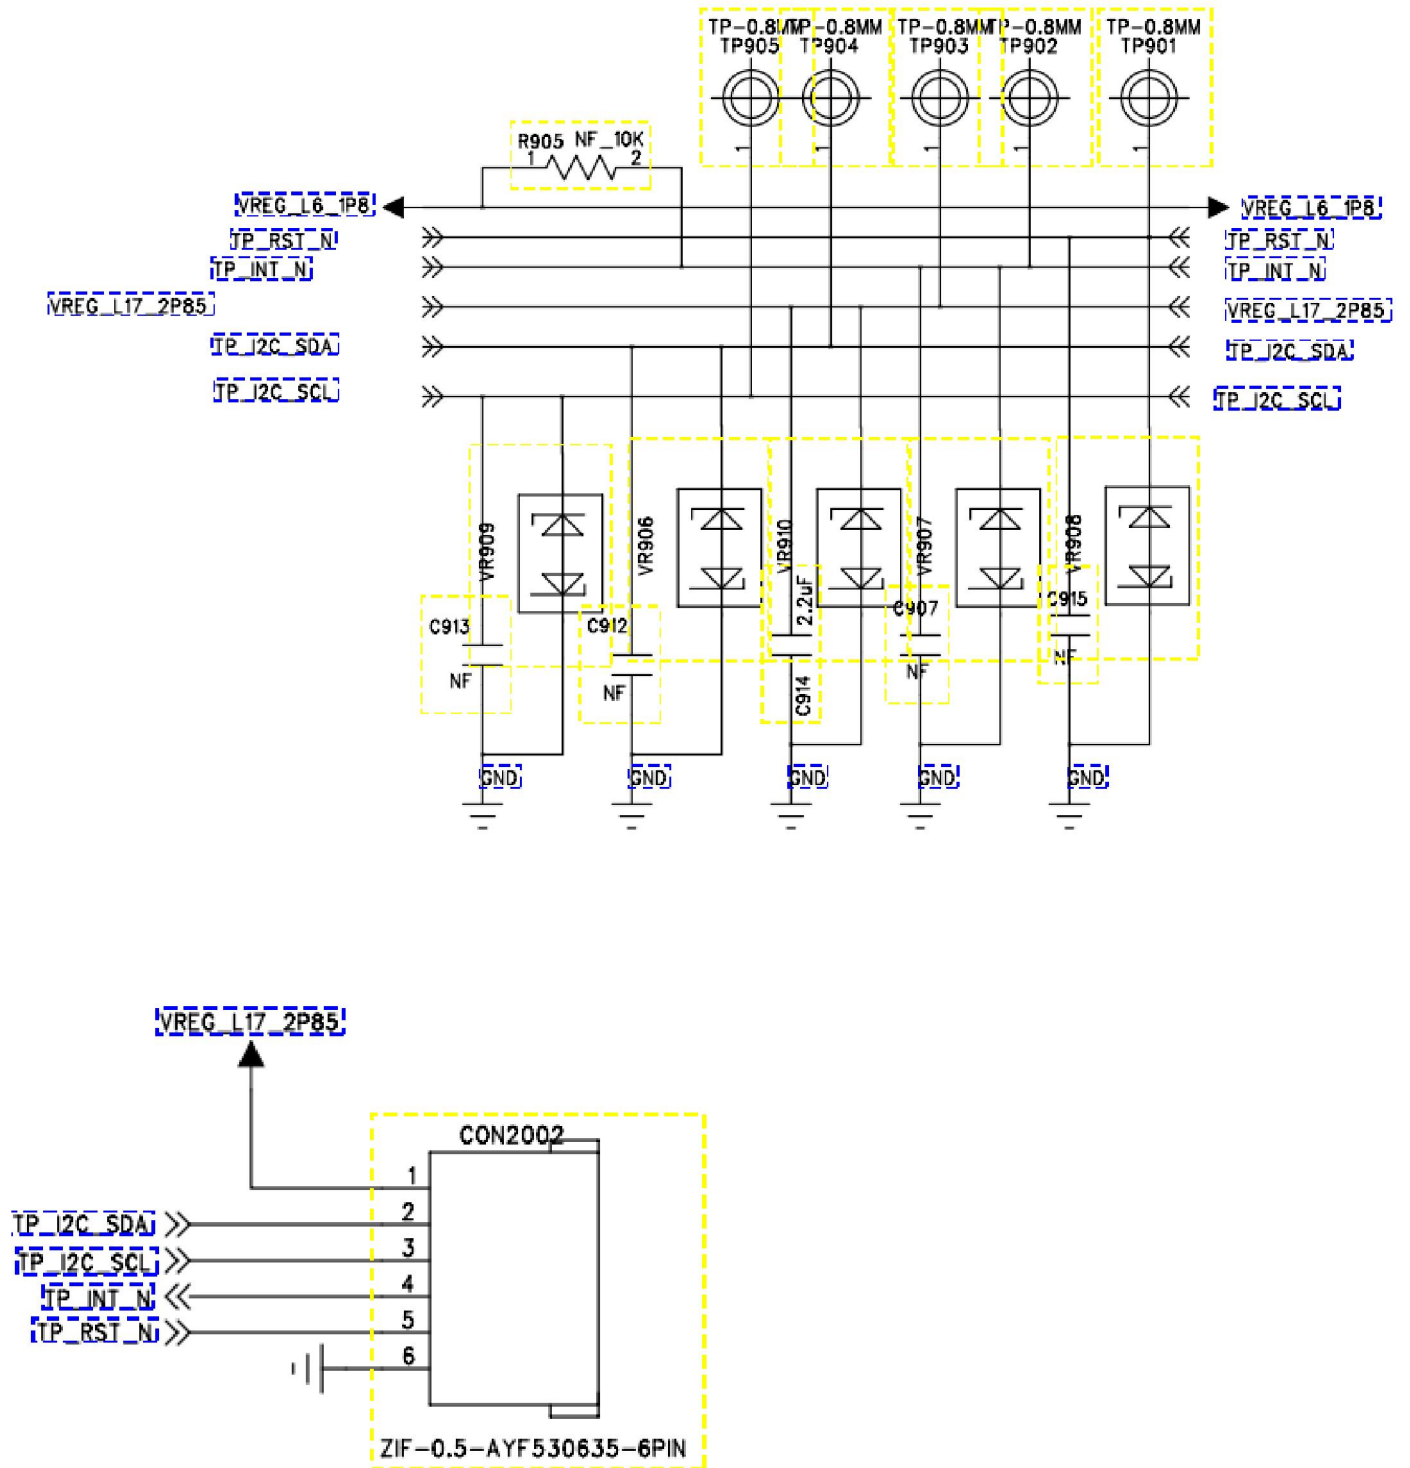 TP-0.8MM TP-0.8MM TP-0.8MM TP-0.8MM TP-0.8MM
TP905 TP904 TP903 TP902 TP901
1 1 1 1 1
R905 NF_10K
1 2
VREG_L6_1P8 VREG_L6_1P8
TP_RST_N TP_RST_N
TP_INT_N TP_INT_N
VREG_L17_2P85 VREG_L17_2P85
TP_I2C_SDA TP_I2C_SDA
TP_I2C_SCL TP_I2C_SCL
VR909 VR906 VR910 VR907 VR908
C913 C912 2.2uF C907 C915
NF NF C914 NF NF
GND GND GND GND GND
VREG_L17_2P85
CON2002
1
TP_I2C_SDA 2
TP_I2C_SCL 3
TP_INT_N 4
TP_RST_N 5
6
ZIF-0.5-AYF530635-6PIN